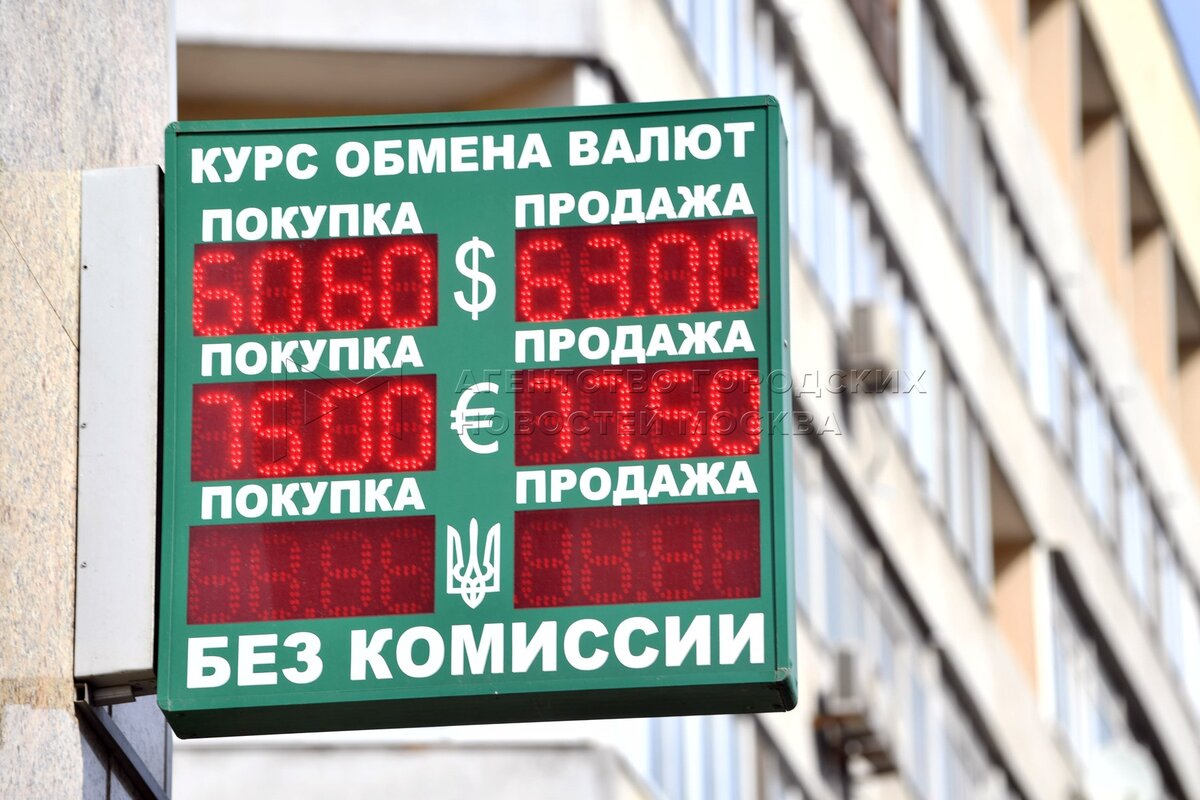 КУРС ОБМЕНА ВАЛЮТ
ПОКУПКА ПРОДАЖА
60.60 $ 63.00
ПОКУПКА ПРОДАЖА
75.00 € 77.50
ПОКУПКА ПРОДАЖА
БЕЗ КОМИССИИ
АГЕНТСТВО ГОРОДСКИХ
НОВОСТЕЙ МОСКВА